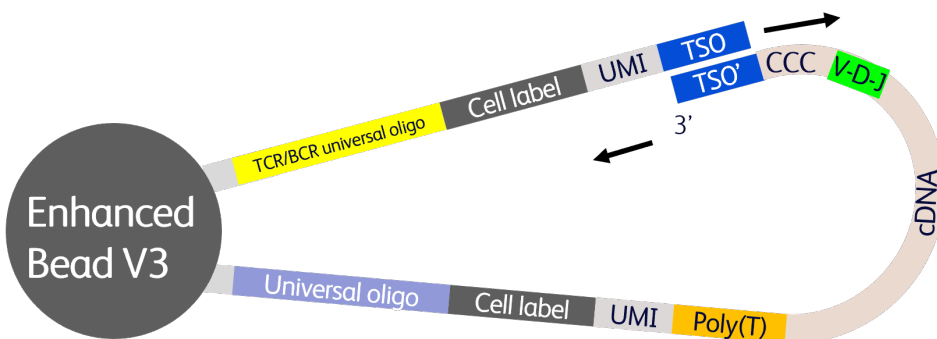 TSO
UMI
Cell label
TCR/BCR universal oligo
TSO'
CCC
V-D-J
3'
cDNA
Enhanced
Bead V3
Universal oligo
Cell label
UMI
Poly(T)